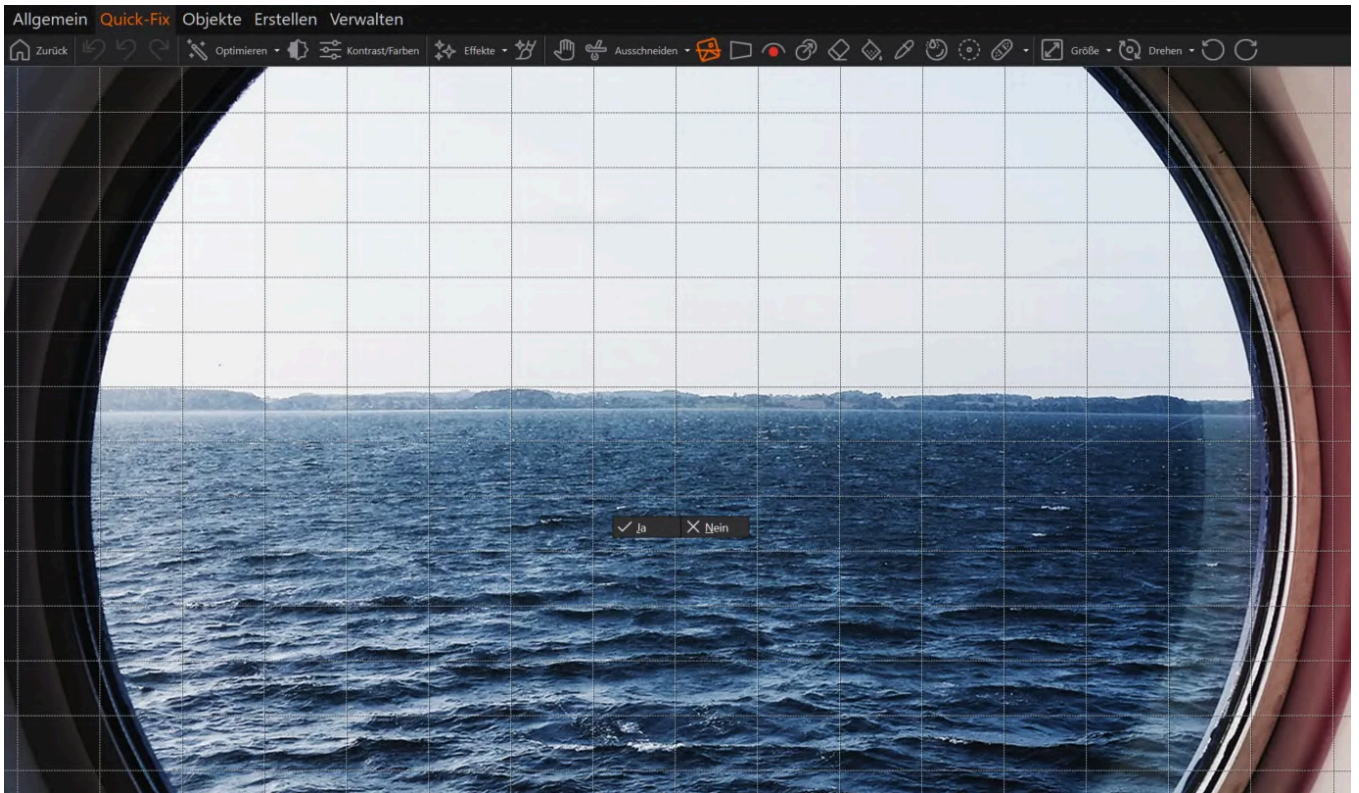 Allgemein Quick-Fix Objekte Erstellen Verwalten
Zurück Optimieren Kontrast/Farben Effekte Ausschneiden Größe Drehen
Ja Nein